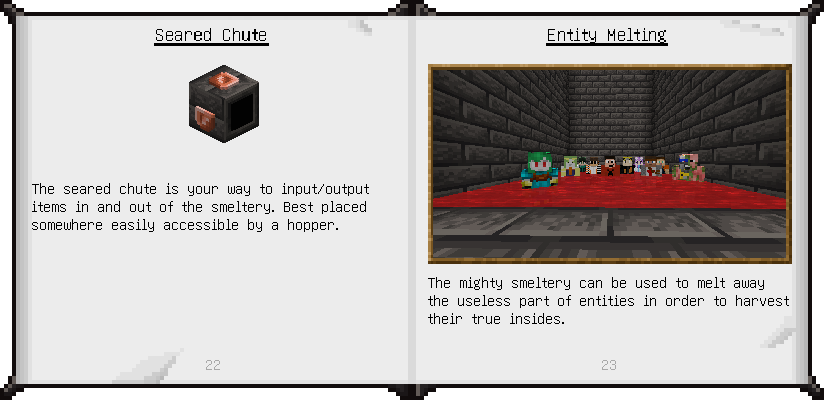 Seared Chute
The seared chute is your way to input/output
items in and out of the smeltery. Best placed
somewhere easily accessible by a hopper.
22
Entity Melting
The mighty smeltery can be used to melt away
the useless part of entities in order to harvest
their true insides.
23